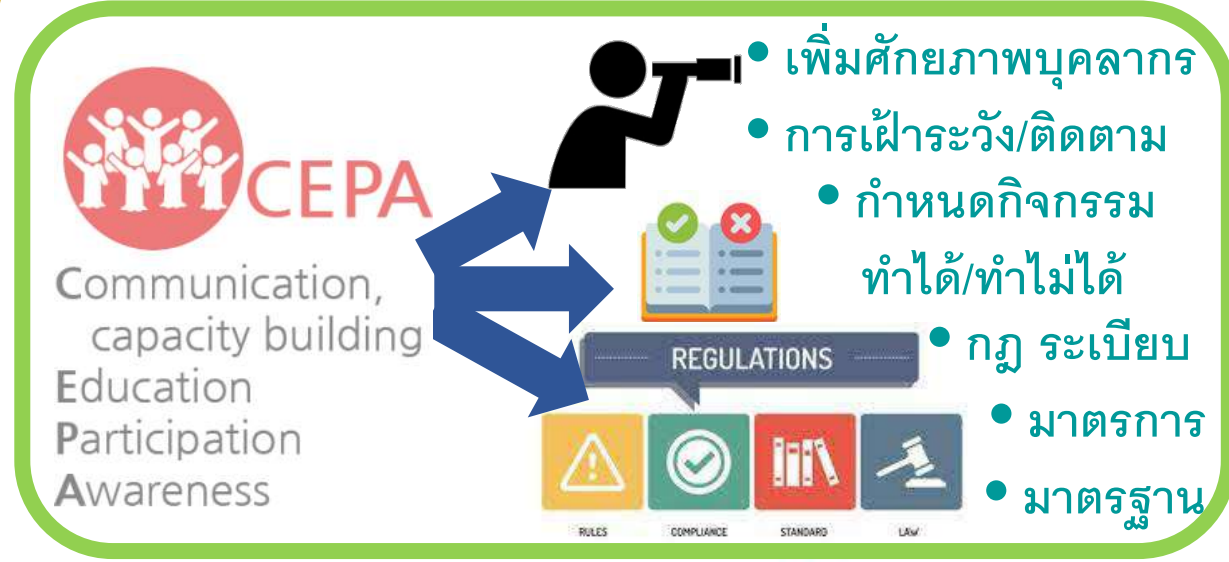 CEPA
Communication,
capacity building
Education
Participation
Awareness
• เพิ่มศักยภาพบุคลากร
• การเฝ้าระวัง/ติดตาม
• กำหนดกิจกรรม
ทำได้/ทำไม่ได้
• กฎ ระเบียบ
• มาตรการ
• มาตรฐาน
REGULATIONS
RULES
COMPLIANCE
STANDARD
LAW